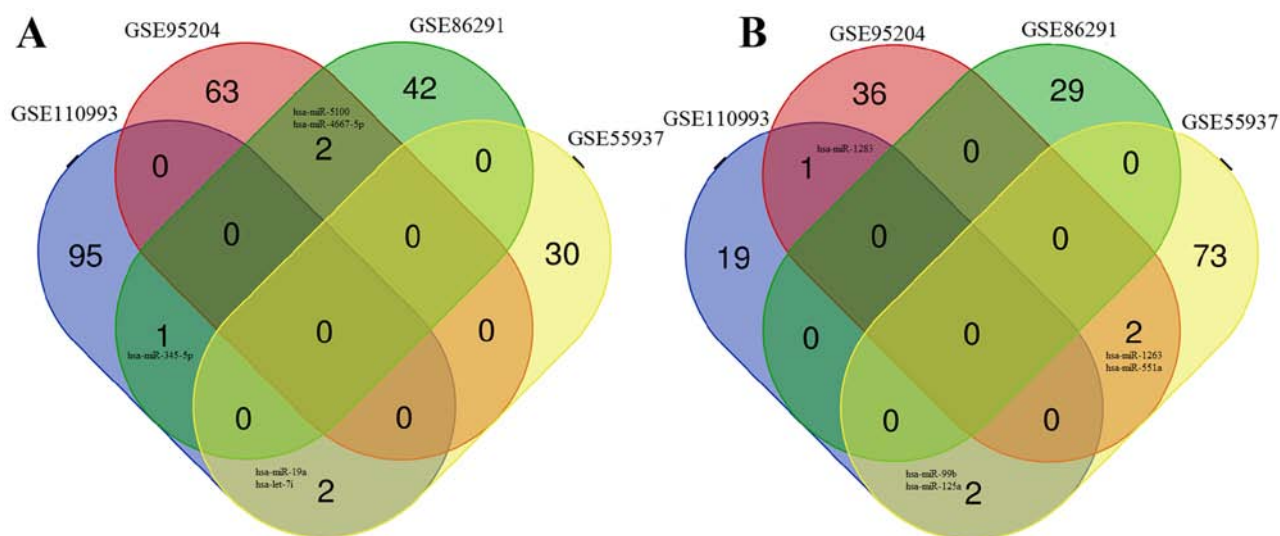 A
GSE95204
GSE86291
GSE110993
GSE55937
63
42
hsa-miR-5100
hsa-miR-4667-5p
2
0
0
95
0
0
30
1
hsa-miR-345-5p
0
0
0
0
hsa-miR-19a
hsa-let-7i
2
B
GSE95204
GSE86291
GSE110993
GSE55937
36
29
hsa-miR-1283
1
0
0
19
0
0
73
0
0
2
hsa-miR-1263
hsa-miR-551a
0
0
hsa-miR-99b
hsa-miR-125a
2